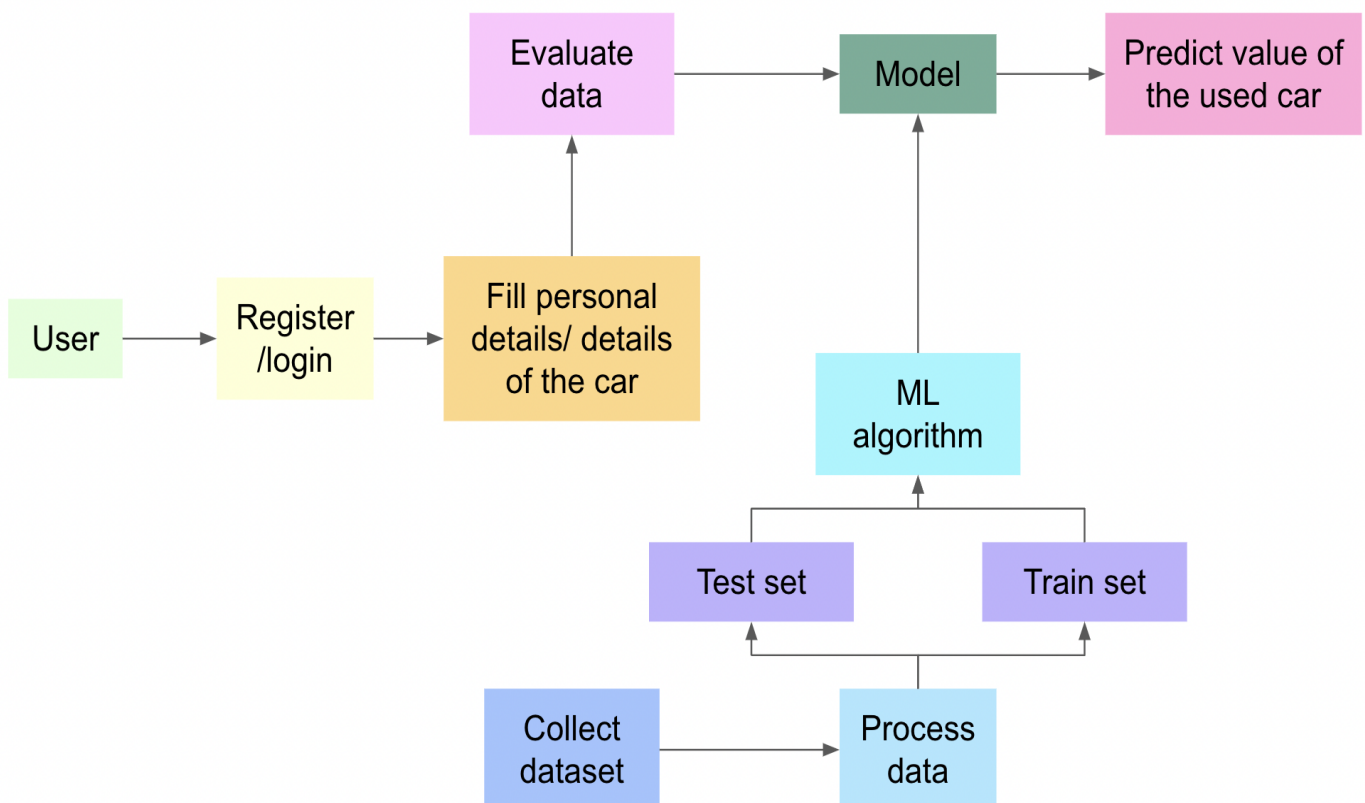 Evaluate
data
Model
Predict value of
the used car
User
Register
/login
Fill personal
details/ details
of the car
ML
algorithm
Test set
Train set
Collect
dataset
Process
data